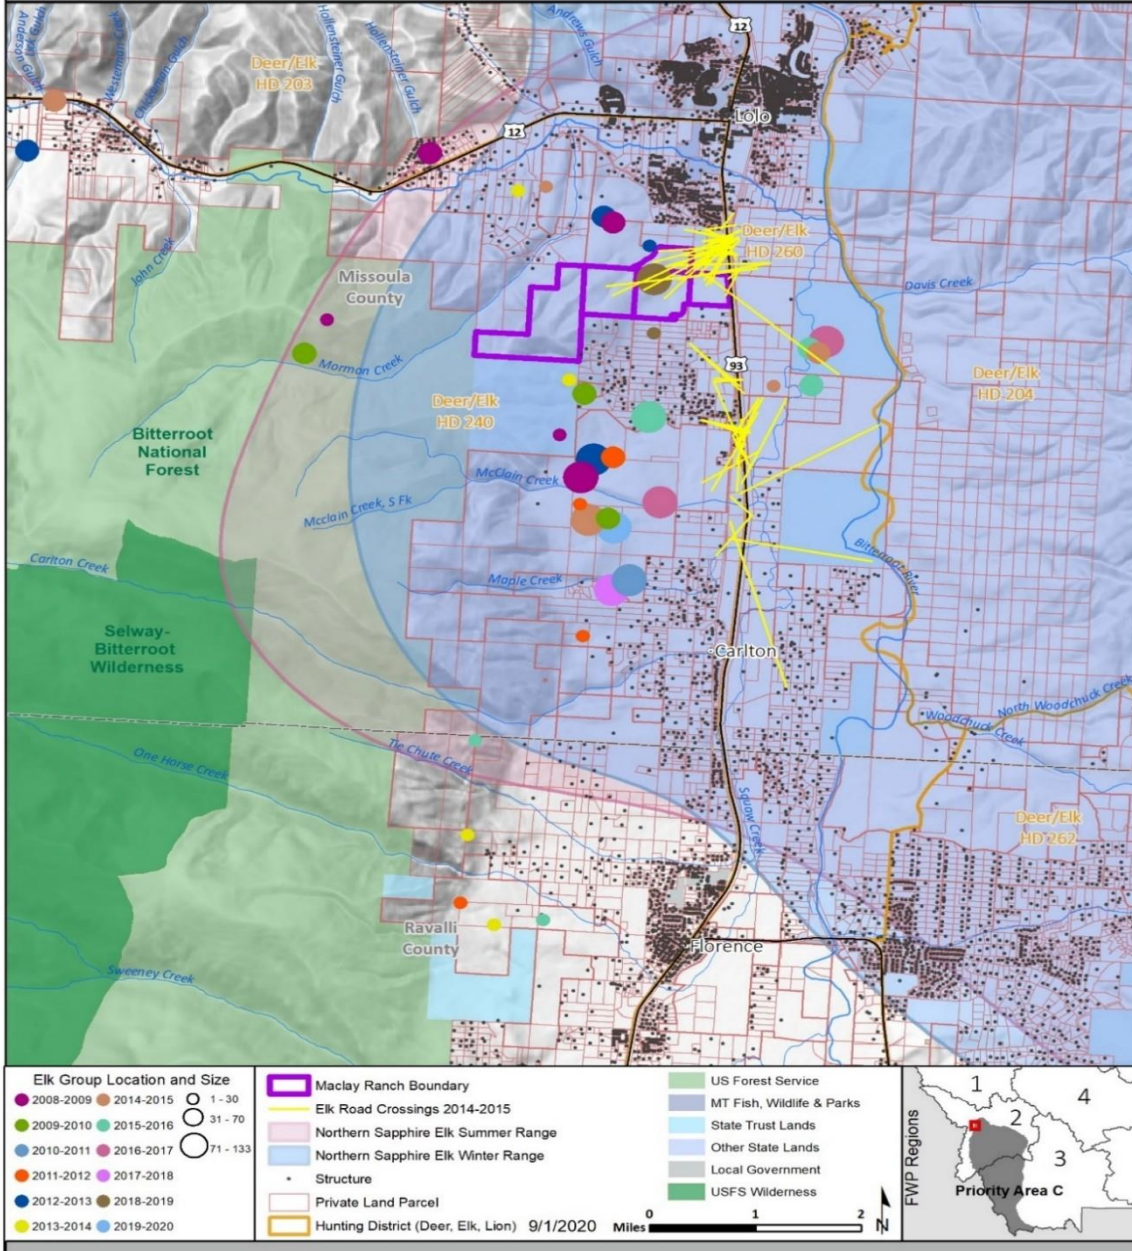 Anderson Gulch
Hollensteiner Gulch
Hollensteiner Gulch
Andrews Gulch
12
Deer/Elk
HD 203
12
Lolo
Deer/Elk
HD 260
John Creek
Missoula
County
Davis Creek
Mormon Creek
93
Deer/Elk
HD 204
Deer/Elk
HD 240
Bitterroot
National
Forest
McClain Creek
Mcclain Creek, S Fk
Bitterroot River
Carlton Creek
Maple Creek
Selway-
Bitterroot
Wilderness
Carlton
North Woodchuck Creek
Woodchuck Creek
Tie Chute Creek
One Horse Creek
Squaw Creek
Deer/Elk
HD 262
Ravalli
County
Florence
Sweeney Creek
Elk Group Location and Size
2008-2009
2014-2015
1 - 30
2009-2010
2015-2016
31 - 70
2010-2011
2016-2017
71 - 133
2011-2012
2017-2018
2012-2013
2018-2019
2013-2014
2019-2020
Maclay Ranch Boundary
Elk Road Crossings 2014-2015
Northern Sapphire Elk Summer Range
Northern Sapphire Elk Winter Range
Structure
Private Land Parcel
Hunting District (Deer, Elk, Lion) 9/1/2020
US Forest Service
MT Fish, Wildlife & Parks
State Trust Lands
Other State Lands
Local Government
USFS Wilderness
0 1 2
Miles
N
FWP Regions
1
2
4
3
Priority Area C